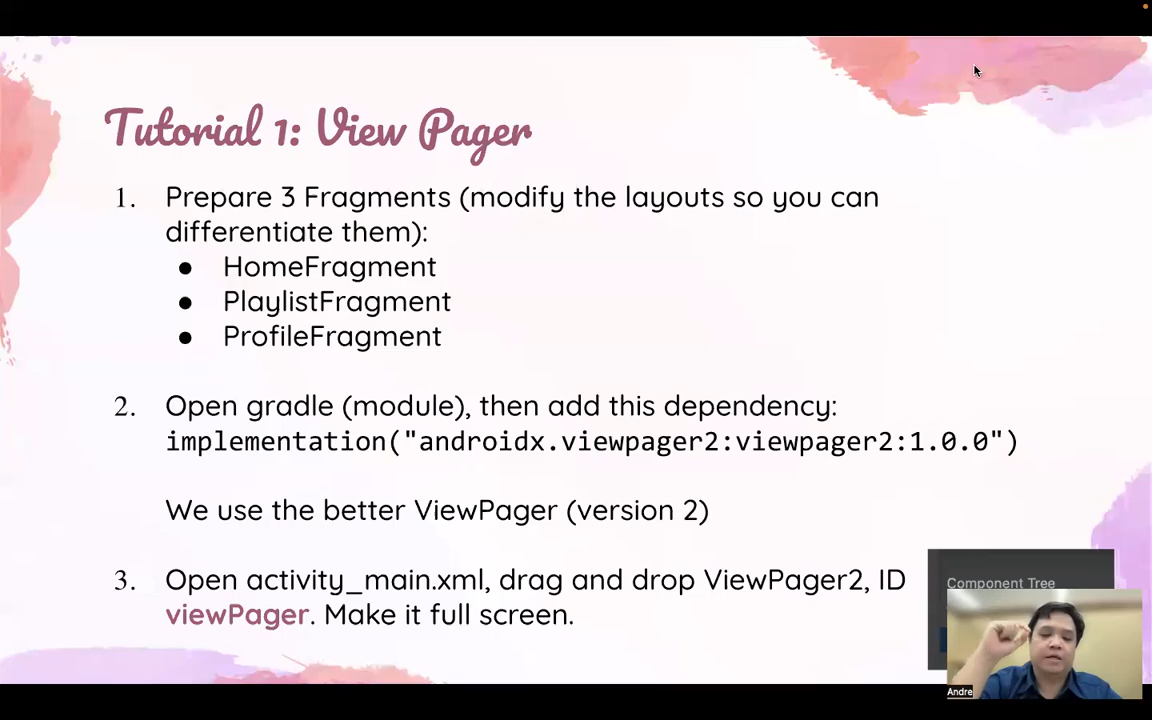 Tutorial 1: View Pager
1. Prepare 3 Fragments (modify the layouts so you can
differentiate them):
● HomeFragment
● PlaylistFragment
● ProfileFragment
2. Open gradle (module), then add this dependency:
implementation("androidx.viewpager2:viewpager2:1.0.0")
We use the better ViewPager (version 2)
3. Open activity_main.xml, drag and drop ViewPager2, ID
viewPager. Make it full screen.
Component Tree
Andre